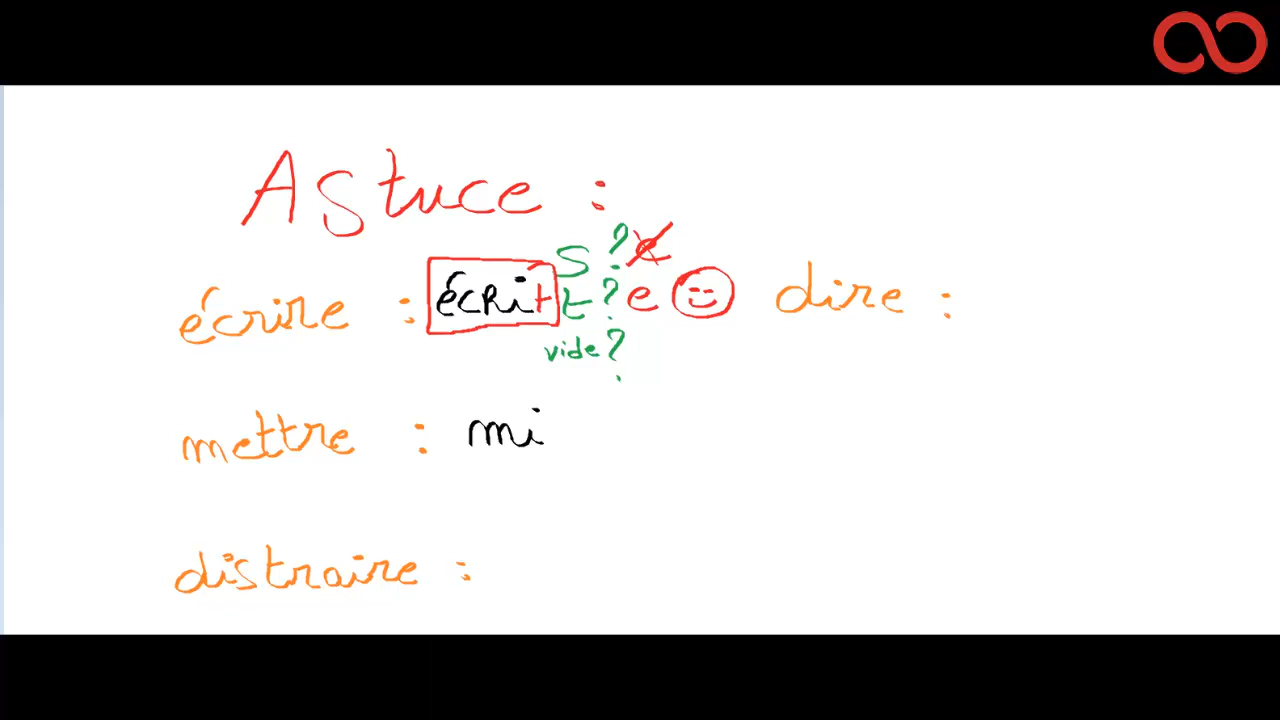 Astuce :
s ? e
écrire : écrit t ? e dire :
vide ?
mettre : mi
distraire :